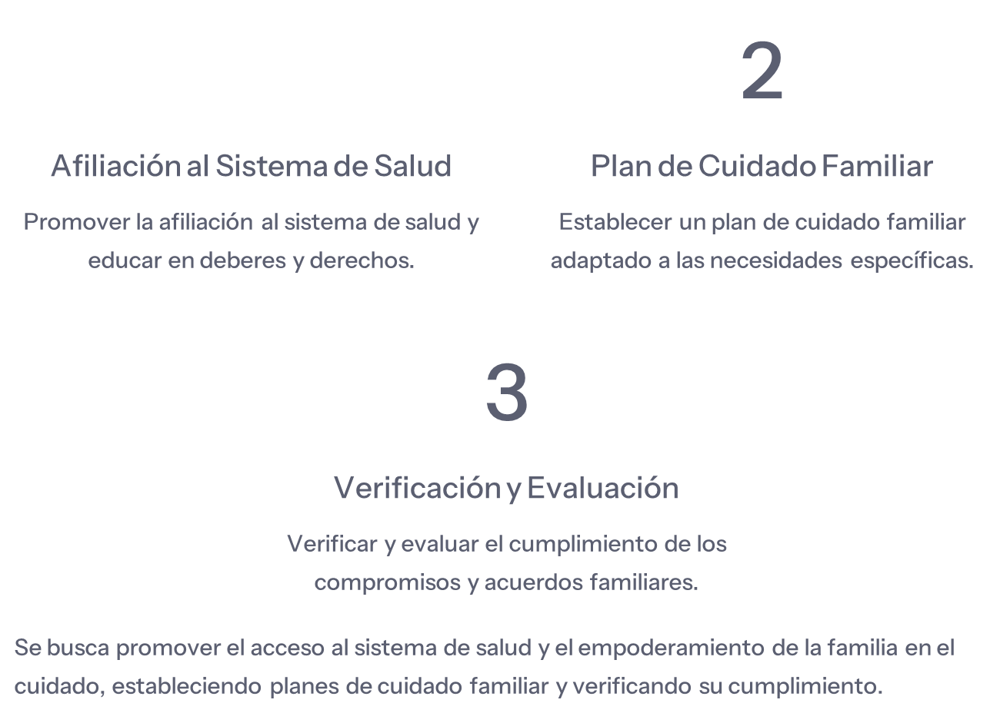 Afiliación al Sistema de Salud
Promover la afiliación al sistema de salud y
educar en deberes y derechos.
2
Plan de Cuidado Familiar
Establecer un plan de cuidado familiar
adaptado a las necesidades específicas.
3
Verificación y Evaluación
Verificar y evaluar el cumplimiento de los
compromisos y acuerdos familiares.
Se busca promover el acceso al sistema de salud y el empoderamiento de la familia en el
cuidado, estableciendo planes de cuidado familiar y verificando su cumplimiento.